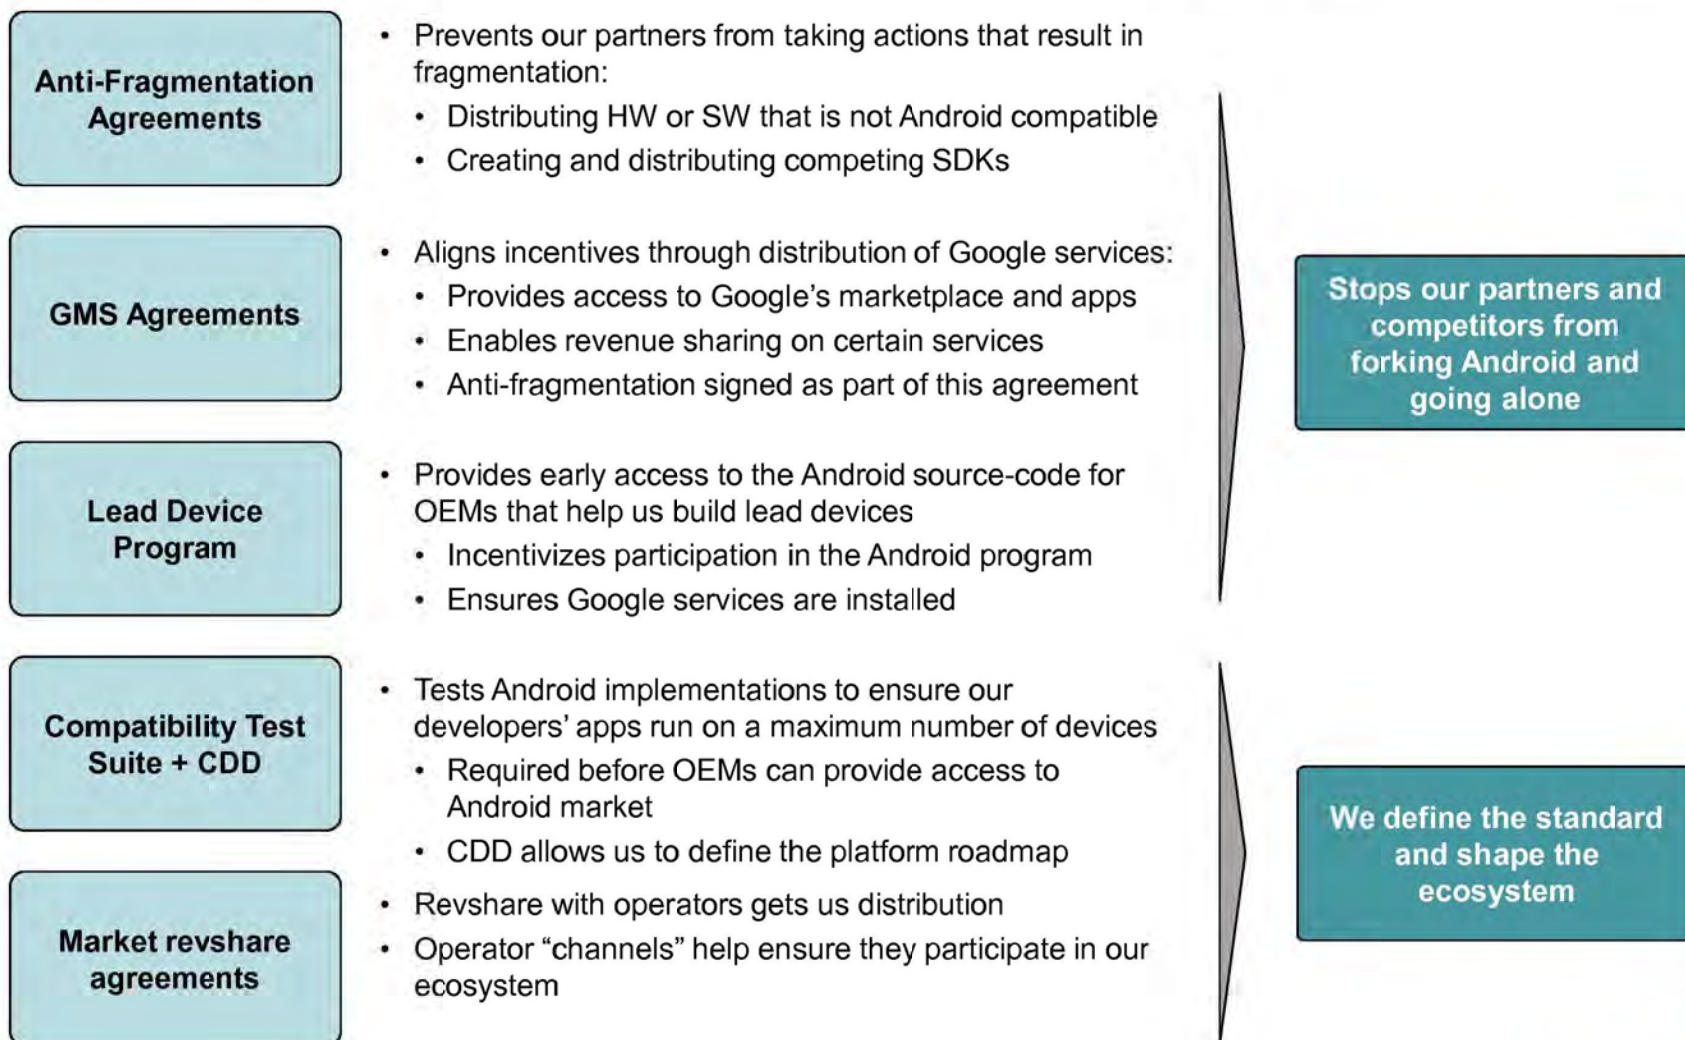 Anti-Fragmentation
Agreements
• Prevents our partners from taking actions that result in
fragmentation:
• Distributing HW or SW that is not Android compatible
• Creating and distributing competing SDKs
GMS Agreements
• Aligns incentives through distribution of Google services:
• Provides access to Google’s marketplace and apps
• Enables revenue sharing on certain services
• Anti-fragmentation signed as part of this agreement
Lead Device
Program
• Provides early access to the Android source-code for
OEMs that help us build lead devices
• Incentivizes participation in the Android program
• Ensures Google services are installed
Stops our partners and
competitors from
forking Android and
going alone
Compatibility Test
Suite + CDD
• Tests Android implementations to ensure our
developers’ apps run on a maximum number of devices
• Required before OEMs can provide access to
Android market
• CDD allows us to define the platform roadmap
Market revshare
agreements
• Revshare with operators gets us distribution
• Operator “channels” help ensure they participate in our
ecosystem
We define the standard
and shape the
ecosystem